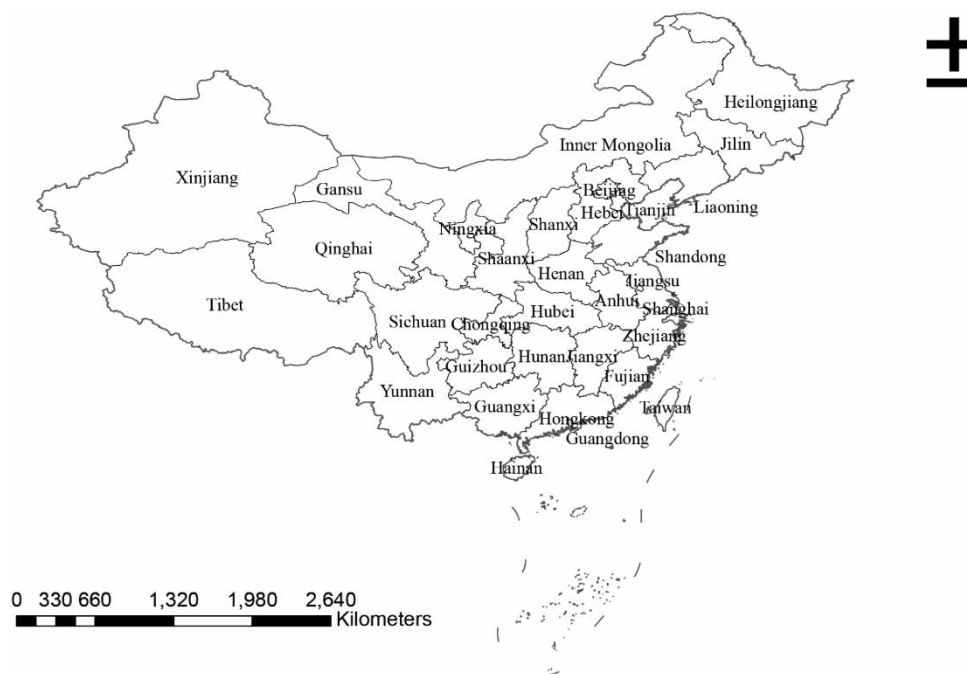 Heilongjiang
Jilin
Inner Mongolia
Xinjiang
Gansu
Beijing
Hebei
Tianjin
Liaoning
Ningxia
Shanxi
Qinghai
Shaanxi
Shandong
Henan
Jiangsu
Tibet
Anhui
Sichuan
Chongqing
Hubei
Shanghai
Zhejiang
Guizhou
Hunan
Jiangxi
Fujian
Yunnan
Guangxi
Hongkong
Taiwan
Guangdong
Hainan
0 330 660 1,320 1,980 2,640
Kilometers